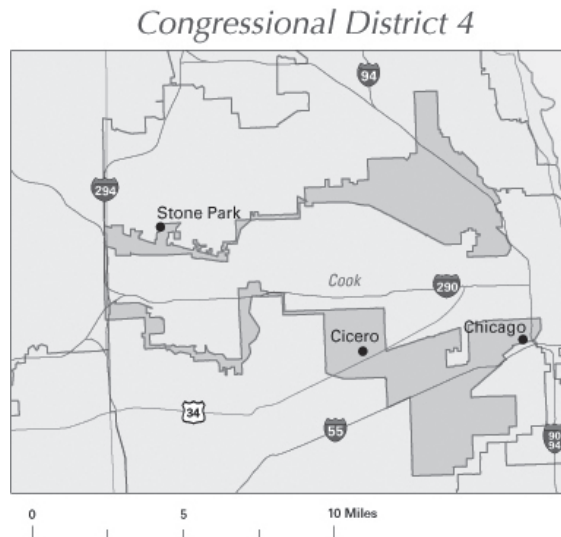 Congressional District 4
94
294
Stone Park
Cook
290
Cicero
Chicago
34
55
90
94
0 5 10 Miles